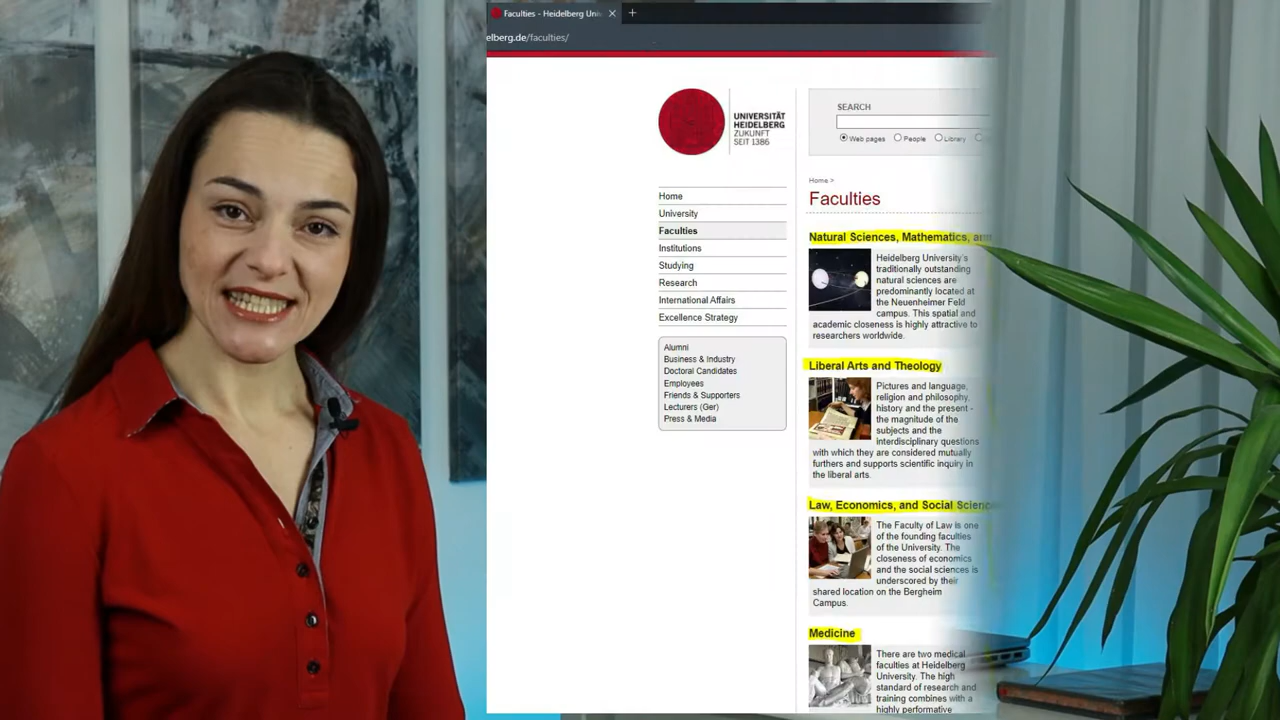 Faculties - Heidelberg Univ
elberg.de/faculties/
UNIVERSITÄT
HEIDELBERG
ZUKUNFT
SEIT 1386
Home
University
Faculties
Institutions
Studying
Research
International Affairs
Excellence Strategy
Alumni
Business & Industry
Doctoral Candidates
Employees
Friends & Supporters
Lecturers (Ger)
Press & Media
SEARCH
Web pages People Library
Home >
Faculties
Natural Sciences, Mathematics, and
Heidelberg University's
traditionally outstanding
natural sciences are
predominantly located at
the Neuenheimer Feld
campus. This spatial and
academic closeness is highly attractive to
researchers worldwide.
Liberal Arts and Theology
Pictures and language,
religion and philosophy,
history and the present -
the magnitude of the
subjects and the
interdisciplinary questions
with which they are considered mutually
furthers and supports scientific inquiry in
the liberal arts.
Law, Economics, and Social Scienc
The Faculty of Law is one
of the founding faculties
of the University. The
closeness of economics
and the social sciences is
underscored by their
shared location on the Bergheim
Campus.
Medicine
There are two medical
faculties at Heidelberg
University. The high
standard of research and
training combines with a
highly performative